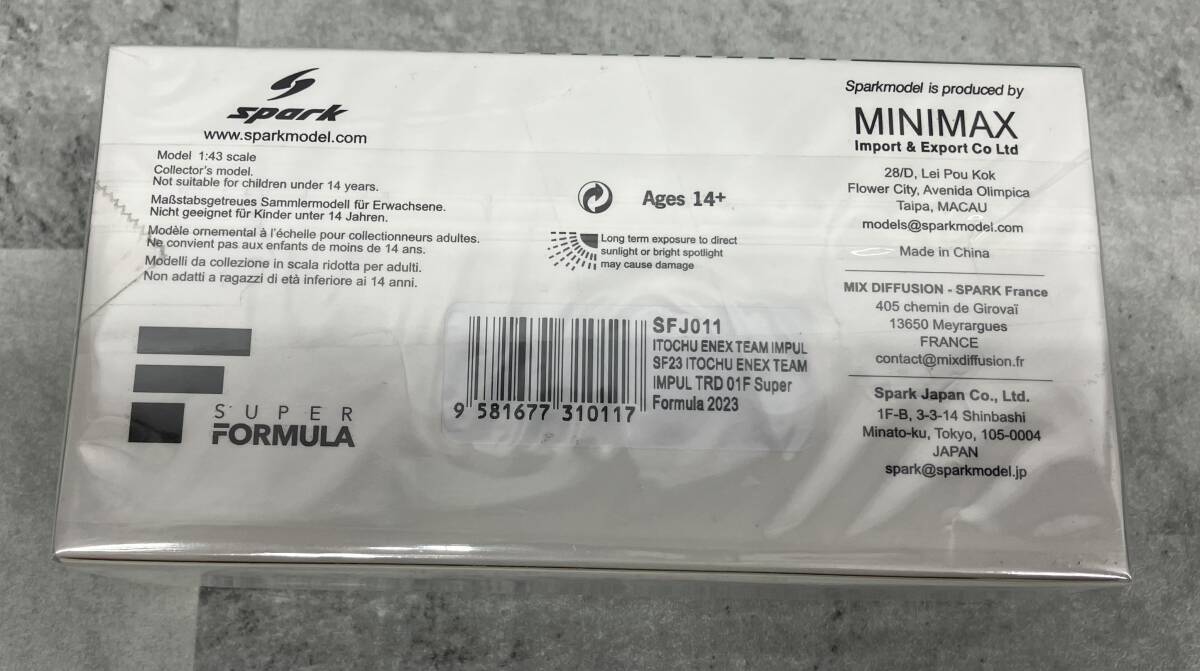 spark
www.sparkmodel.com
Model 1:43 scale
Collector's model.
Not suitable for children under 14 years.
Maßstabsgetreues Sammlermodell für Erwachsene.
Nicht geeignet für Kinder unter 14 Jahren.
Modèle ornemental à l'échelle pour collectionneurs adultes.
Ne convient pas aux enfants de moins de 14 ans.
Modelli da collezione in scala ridotta per adulti.
Non adatti a ragazzi di età inferiore ai 14 anni.
SUPER
FORMULA
Ages 14+
Long term exposure to direct
sunlight or bright spotlight
may cause damage
9 581677 310117
SFJ011
ITOCHU ENEX TEAM IMPUL
SF23 ITOCHU ENEX TEAM
IMPUL TRD 01F Super
Formula 2023
Sparkmodel is produced by
MINIMAX
Import & Export Co Ltd
28/D, Lei Pou Kok
Flower City, Avenida Olimpica
Taipa, MACAU
models@sparkmodel.com
Made in China
MIX DIFFUSION - SPARK France
405 chemin de Girovaï
13650 Meyrargues
FRANCE
contact@mixdiffusion.fr
Spark Japan Co., Ltd.
1F-B, 3-3-14 Shinbashi
Minato-ku, Tokyo, 105-0004
JAPAN
spark@sparkmodel.jp